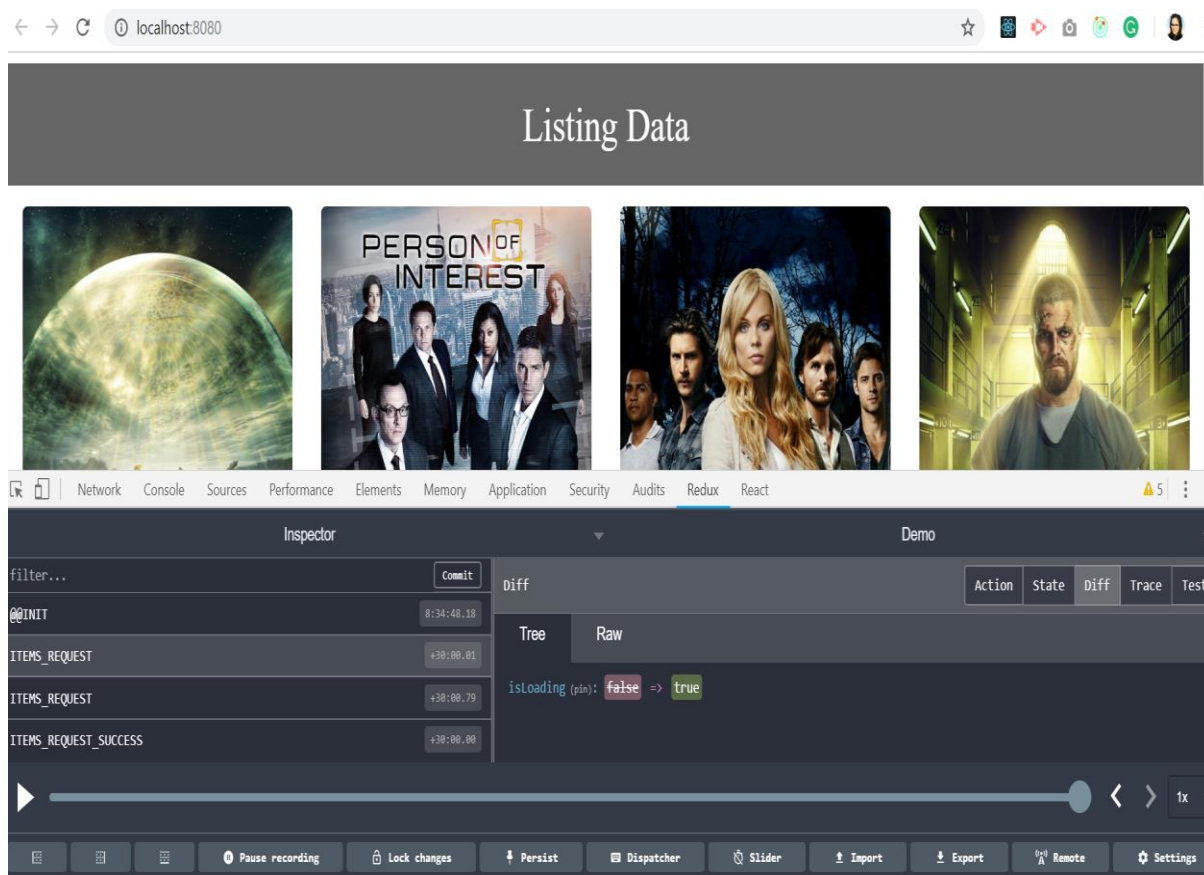 localhost:8080
Listing Data
PERSON OF
INTEREST
Network Console Sources Performance Elements Memory Application Security Audits Redux React 5
Inspector Demo
filter... Commit
Diff Action State Diff Trace Test
@@INIT 8:34:48.18
Tree Raw
ITEMS_REQUEST +30:00.01
isLoading (pin): false => true
ITEMS_REQUEST +30:00.79
ITEMS_REQUEST_SUCCESS +30:00.00
1x
Pause recording Lock changes Persist Dispatcher Slider Import Export Remote Settings